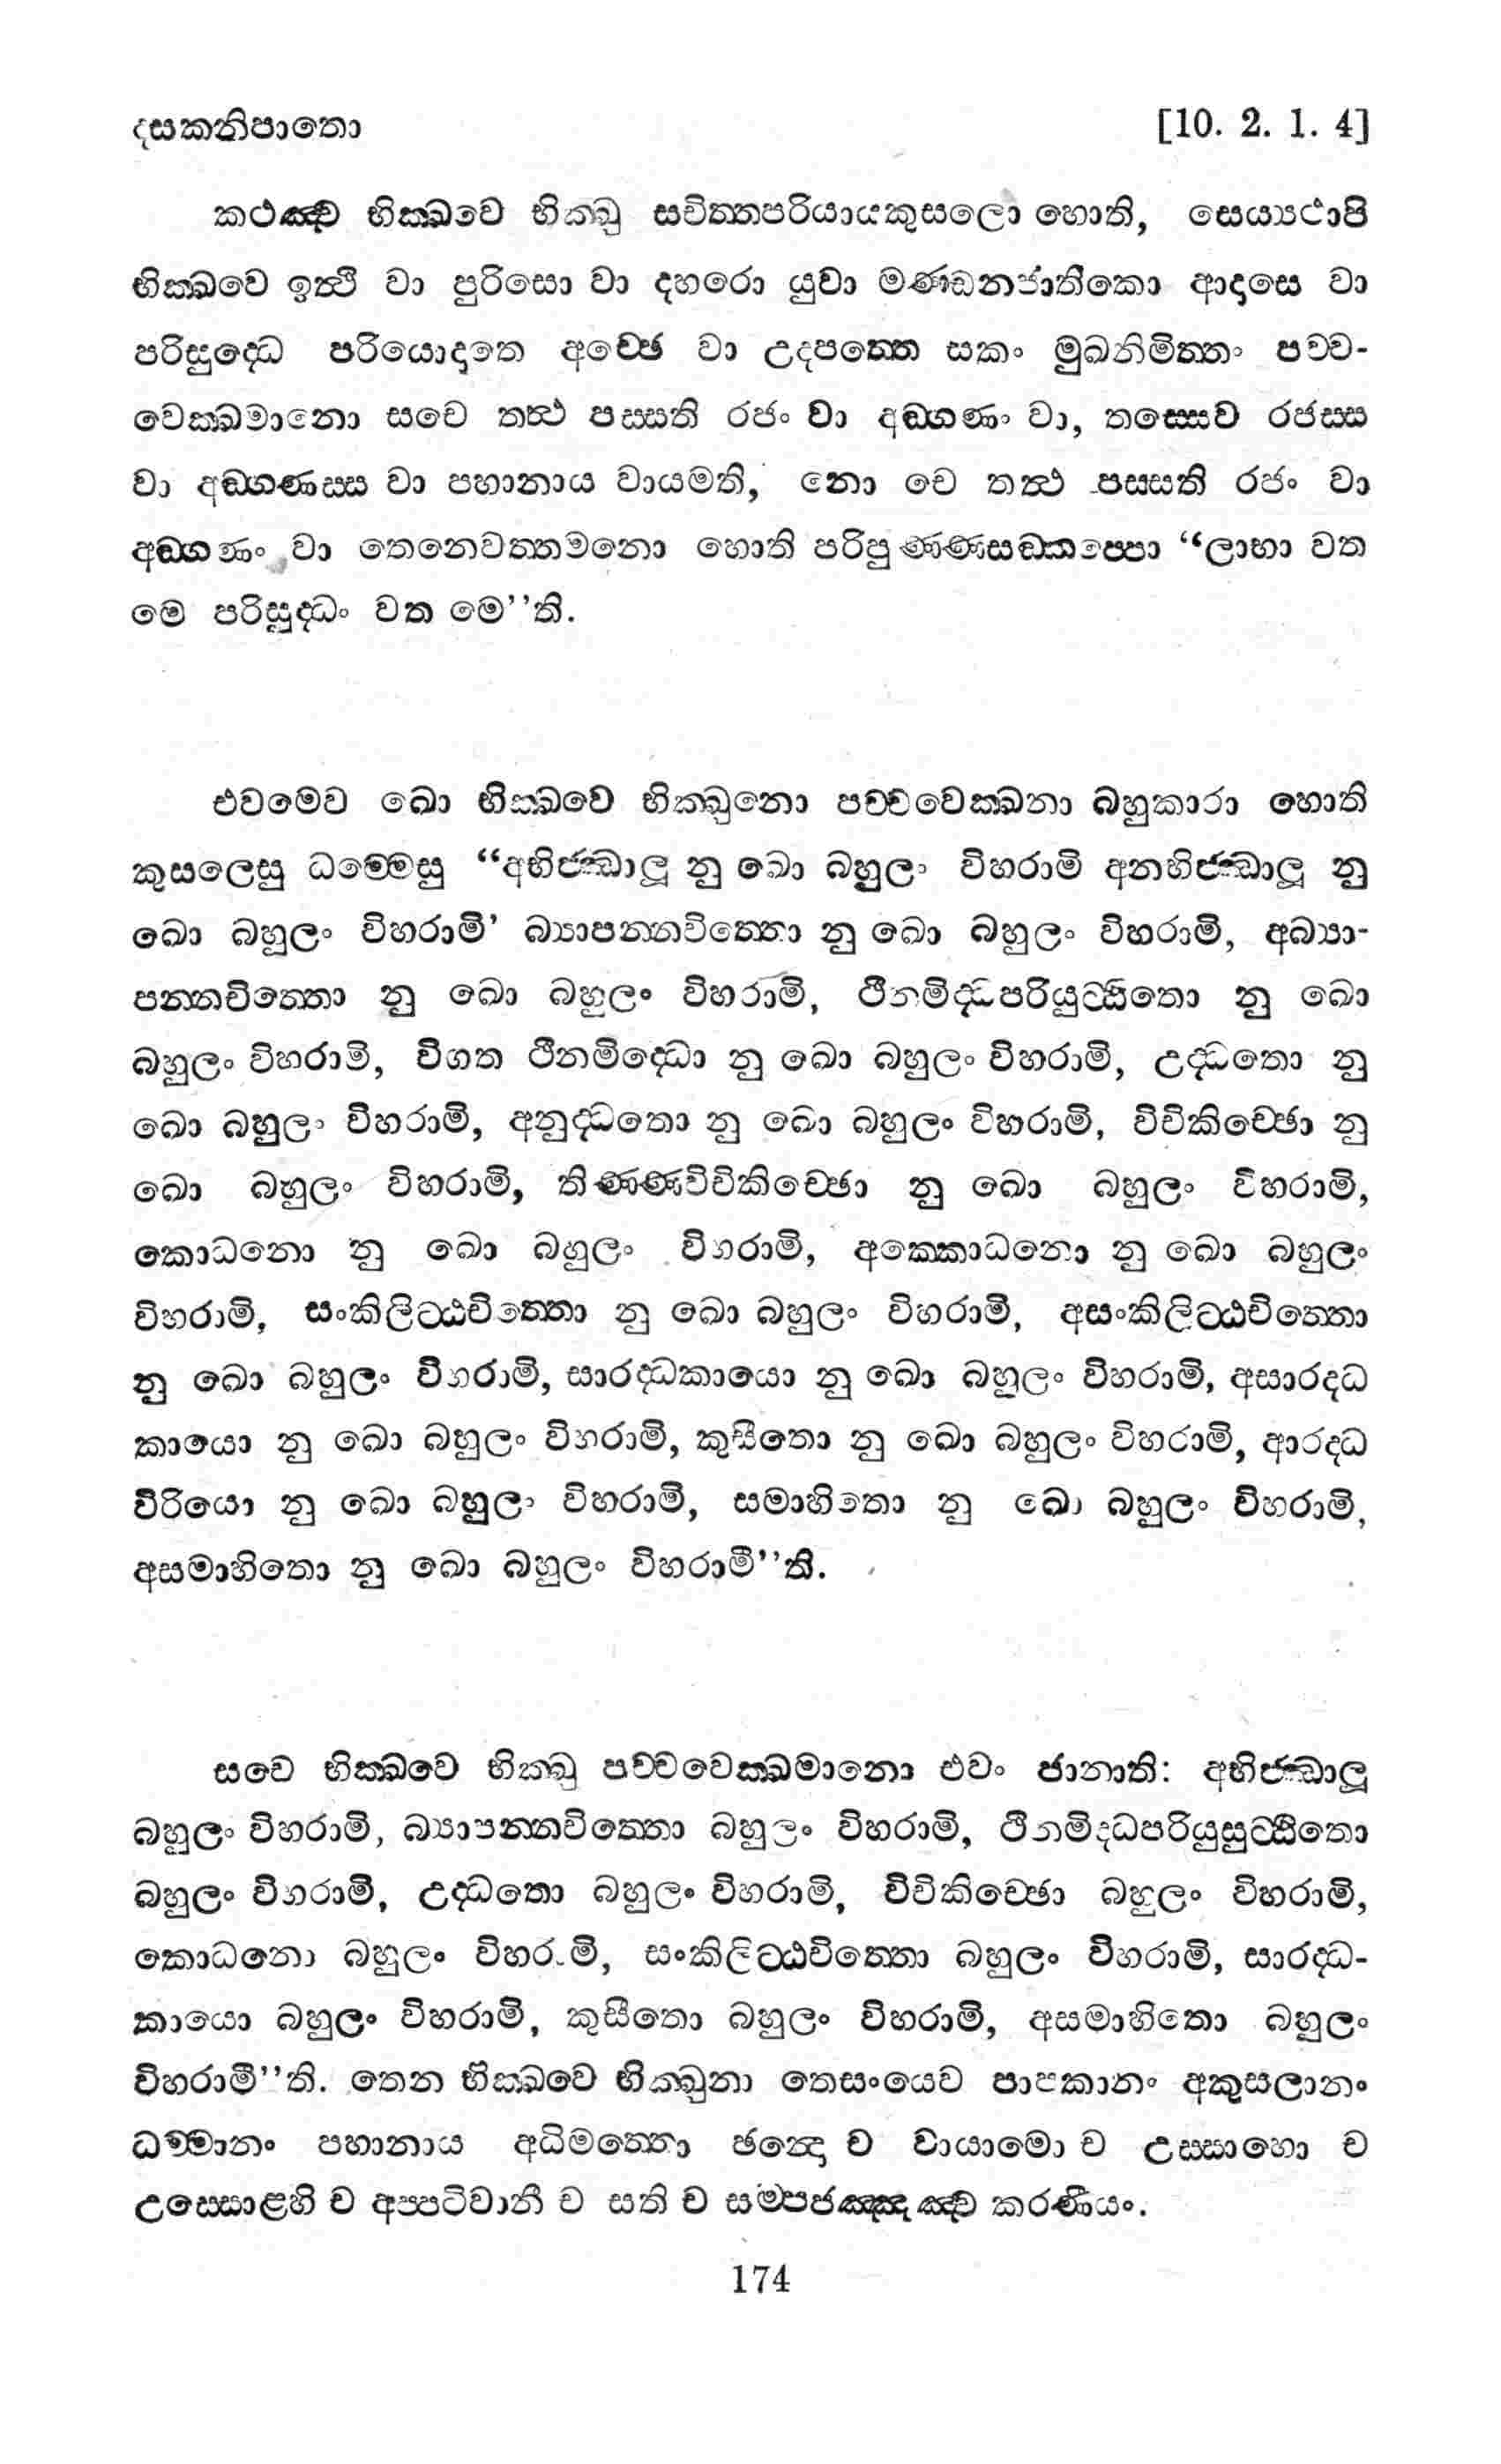 දසකනිපාතො [10. 2. 1. 4]
කථඤ්ච භික්ඛවෙ භික්ඛු සචිත්තපරියායකුසලො හොති, සෙය්‍යථාපි
භික්ඛවෙ ඉත්‍ථි වා පුරිසො වා දහරො යුවා මණ්ඩනජාතිකො ආදාසෙ වා
පරිසුද්ධෙ පරියොදාතෙ අච්ඡෙ වා උදපත්තෙ සකං මුඛනිමිත්තං පච්ච-
වෙක්ඛමානො සචෙ තත්‍ථ පස්සති රජං වා අඞ්ගණං වා, තස්සෙව රජස්ස
වා අඞ්ගණස්ස වා පහානාය වායමති, නො චෙ තත්‍ථ පස්සති රජං වා
අඞ්ගණං වා තෙනෙවත්තමනො හොති පරිපුණ්ණසඞ්කප්පො “ලාභා වත
මෙ පරිසුද්ධං වත මෙ’’ති.
එවමෙව ඛො භික්ඛවෙ භික්ඛුනො පච්චවෙක්ඛනා බහුකාරා හොති
කුසලෙසු ධම්මෙසු “අභිජ්ඣාලූ නු ඛො බහුලං විහරාමි අනභිජ්ඣාලූ නු
ඛො බහුලං විහරාමි’ බ්‍යාපන්නචිත්තො නු ඛො බහුලං විහරාමි, අබ්‍යා-
පන්නචිත්තො නු ඛො බහුලං විහරාමි, ථීනමිද්ධපරියුට්ඨිතො නු ඛො
බහුලං විහරාමි, විගත ථීනමිද්ධො නු ඛො බහුලං විහරාමි, උද්ධතො නු
ඛො බහුලං විහරාමි, අනුද්ධතො නු ඛො බහුලං විහරාමි, විචිකිච්ඡො නු
ඛො බහුලං විහරාමි, තිණ්ණවිචිකිච්ඡො නු ඛො බහුලං විහරාමි,
කොධනො නු ඛො බහුලං විහරාමි, අක්කොධනො නු ඛො බහුලං
විහරාමි, සංකිලිට්ඨචිත්තො නු ඛො බහුලං විහරාමි, අසංකිලිට්ඨචිත්තො
නු ඛො බහුලං විහරාමි, සාරද්ධකායො නු ඛො බහුලං විහරාමි, අසාරද්ධ
කායො නු ඛො බහුලං විහරාමි, කුසීතො නු ඛො බහුලං විහරාමි, ආරද්ධ
විරියො නු ඛො බහුලං විහරාමි, සමාහිතො නු ඛො බහුලං විහරාමි,
අසමාහිතො නු ඛො බහුලං විහරාමී’’ති.
සචෙ භික්ඛවෙ භික්ඛු පච්චවෙක්ඛමානො එවං ජානාති: අභිජ්ඣාලූ
බහුලං විහරාමි, බ්‍යාපන්නචිත්තො බහුලං විහරාමි, ථීනමිද්ධපරියුසුට්ඨිතො
බහුලං විහරාමි, උද්ධතො බහුලං විහරාමි, විචිකිච්ඡො බහුලං විහරාමි,
කොධනො බහුලං විහරාමි, සංකිලිට්ඨචිත්තො බහුලං විහරාමි, සාරද්ධ-
කායො බහුලං විහරාමි, කුසීතො බහුලං විහරාමි, අසමාහිතො බහුලං
විහරාමී’’ති. තෙන භික්ඛවෙ භික්ඛුනා තෙසංයෙව පාපකානං අකුසලානං
ධම්මානං පහානාය අධිමත්තො ඡන්‍දො ච වායාමො ච උස්සාහො ච
උස්සොළ්හි ච අප්පටිවානී ච සති ච සම්පජඤ්ඤඤ්ච කරණීයං.
174